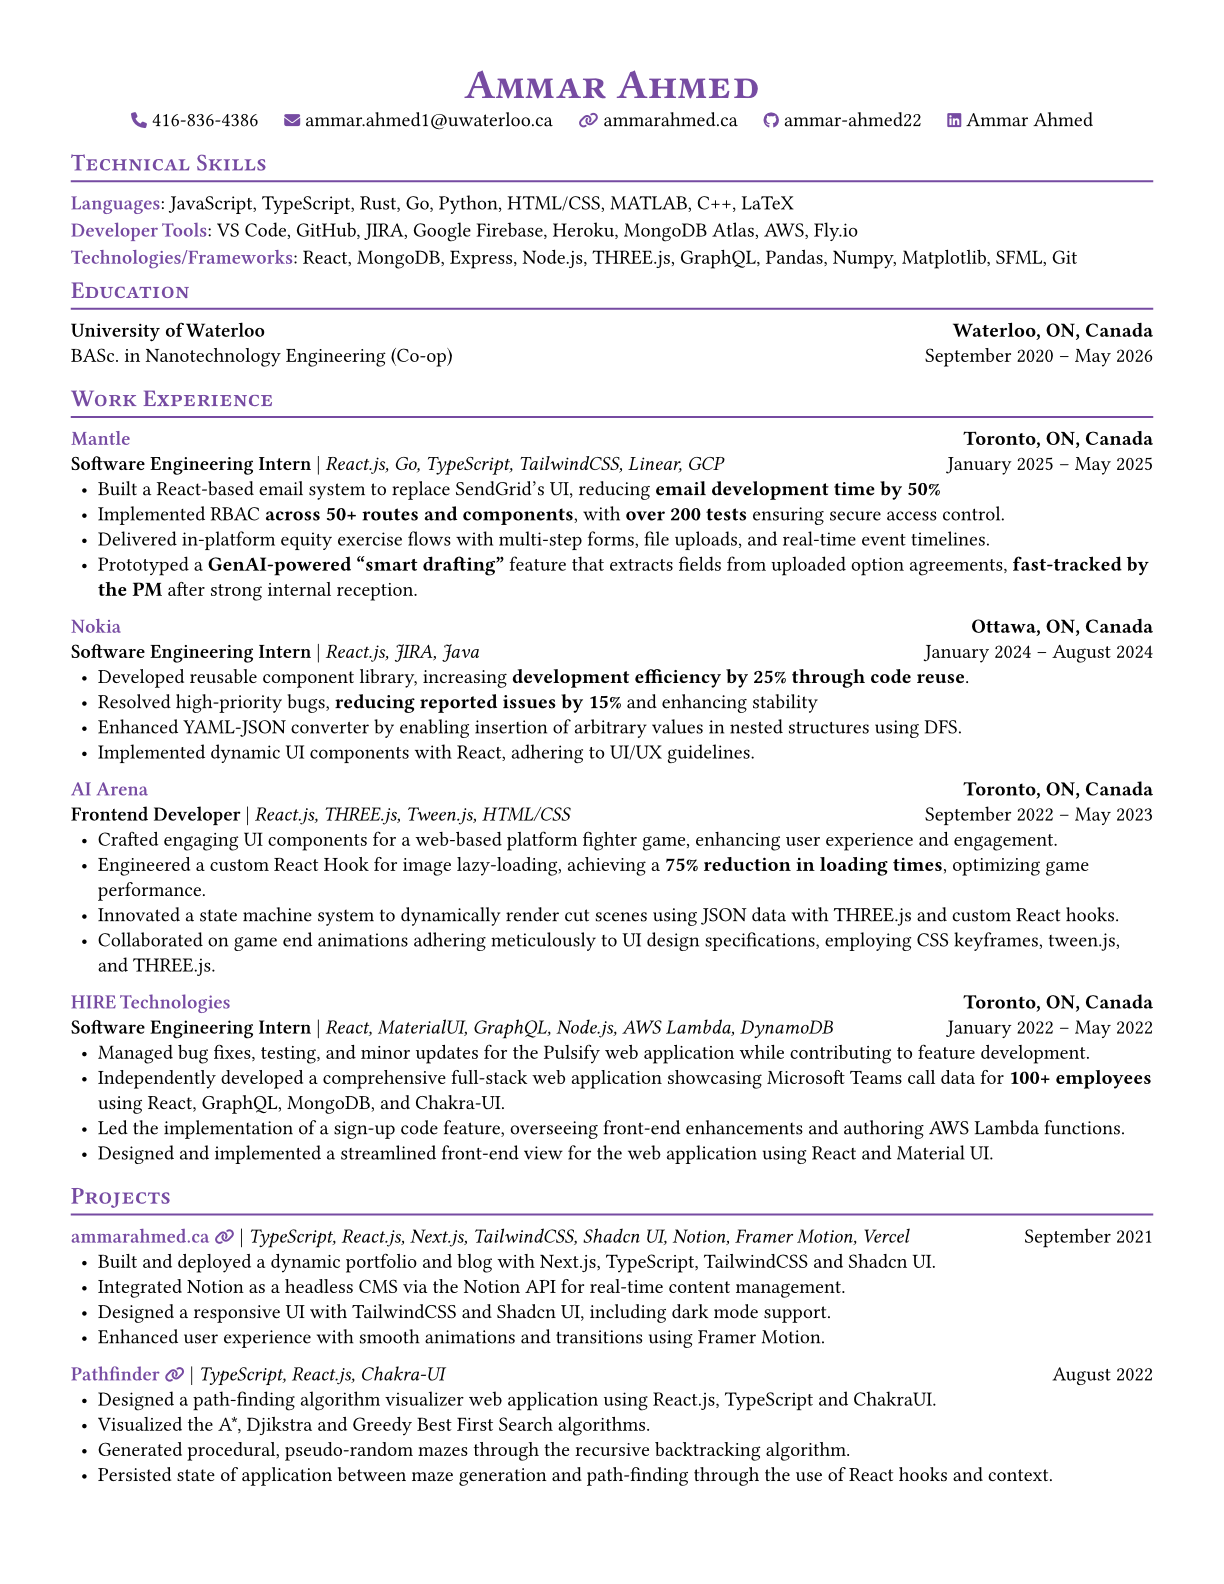 Ammar Ahmed
416-836-4386 ammar.ahmed1@uwaterloo.ca ammarahmed.ca ammar-ahmed22 Ammar Ahmed
Technical Skills
Languages: JavaScript, TypeScript, Rust, Go, Python, HTML/CSS, MATLAB, C++, LaTeX
Developer Tools: VS Code, GitHub, JIRA, Google Firebase, Heroku, MongoDB Atlas, AWS, Fly.io
Technologies/Frameworks: React, MongoDB, Express, Node.js, THREE.js, GraphQL, Pandas, Numpy, Matplotlib, SFML, Git
Education
University of Waterloo Waterloo, ON, Canada
BASc. in Nanotechnology Engineering (Co-op) September 2020 – May 2026
Work Experience
Mantle Toronto, ON, Canada
Software Engineering Intern | React.js, Go, TypeScript, TailwindCSS, Linear, GCP January 2025 – May 2025
• Built a React-based email system to replace SendGrid's UI, reducing email development time by 50%
• Implemented RBAC across 50+ routes and components, with over 200 tests ensuring secure access control.
• Delivered in-platform equity exercise flows with multi-step forms, file uploads, and real-time event timelines.
• Prototyped a GenAI-powered “smart drafting” feature that extracts fields from uploaded option agreements, fast-tracked by
the PM after strong internal reception.
Nokia Ottawa, ON, Canada
Software Engineering Intern | React.js, JIRA, Java January 2024 – August 2024
• Developed reusable component library, increasing development efficiency by 25% through code reuse.
• Resolved high-priority bugs, reducing reported issues by 15% and enhancing stability
• Enhanced YAML-JSON converter by enabling insertion of arbitrary values in nested structures using DFS.
• Implemented dynamic UI components with React, adhering to UI/UX guidelines.
AI Arena Toronto, ON, Canada
Frontend Developer | React.js, THREE.js, Tween.js, HTML/CSS September 2022 – May 2023
• Crafted engaging UI components for a web-based platform fighter game, enhancing user experience and engagement.
• Engineered a custom React Hook for image lazy-loading, achieving a 75% reduction in loading times, optimizing game
performance.
• Innovated a state machine system to dynamically render cut scenes using JSON data with THREE.js and custom React hooks.
• Collaborated on game end animations adhering meticulously to UI design specifications, employing CSS keyframes, tween.js,
and THREE.js.
HIRE Technologies Toronto, ON, Canada
Software Engineering Intern | React, MaterialUI, GraphQL, Node.js, AWS Lambda, DynamoDB January 2022 – May 2022
• Managed bug fixes, testing, and minor updates for the Pulsify web application while contributing to feature development.
• Independently developed a comprehensive full-stack web application showcasing Microsoft Teams call data for 100+ employees
using React, GraphQL, MongoDB, and Chakra-UI.
• Led the implementation of a sign-up code feature, overseeing front-end enhancements and authoring AWS Lambda functions.
• Designed and implemented a streamlined front-end view for the web application using React and Material UI.
Projects
ammarahmed.ca | TypeScript, React.js, Next.js, TailwindCSS, Shadcn UI, Notion, Framer Motion, Vercel September 2021
• Built and deployed a dynamic portfolio and blog with Next.js, TypeScript, TailwindCSS and Shadcn UI.
• Integrated Notion as a headless CMS via the Notion API for real-time content management.
• Designed a responsive UI with TailwindCSS and Shadcn UI, including dark mode support.
• Enhanced user experience with smooth animations and transitions using Framer Motion.
Pathfinder | TypeScript, React.js, Chakra-UI August 2022
• Designed a path-finding algorithm visualizer web application using React.js, TypeScript and ChakraUI.
• Visualized the A*, Djikstra and Greedy Best First Search algorithms.
• Generated procedural, pseudo-random mazes through the recursive backtracking algorithm.
• Persisted state of application between maze generation and path-finding through the use of React hooks and context.